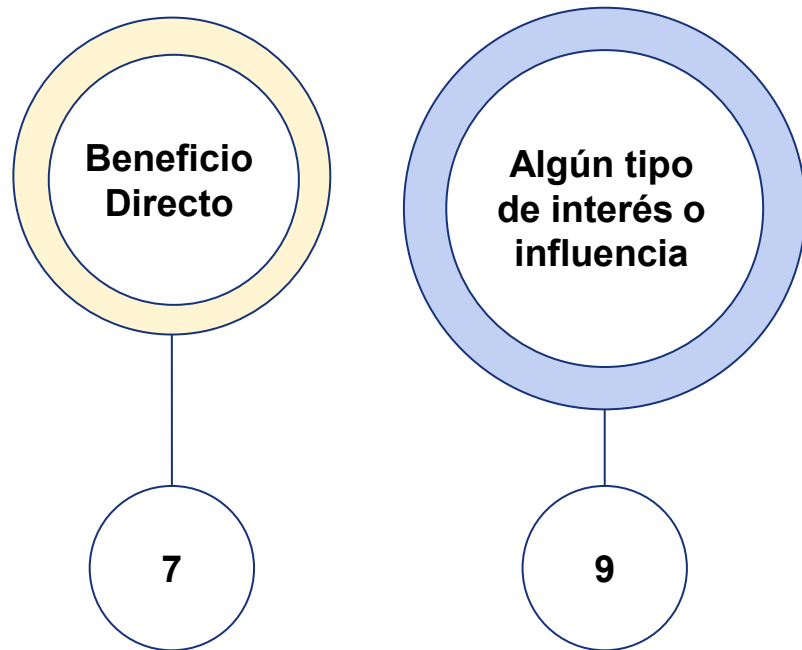 Beneficio
Directo
Algún tipo
de interés o
influencia
7
9